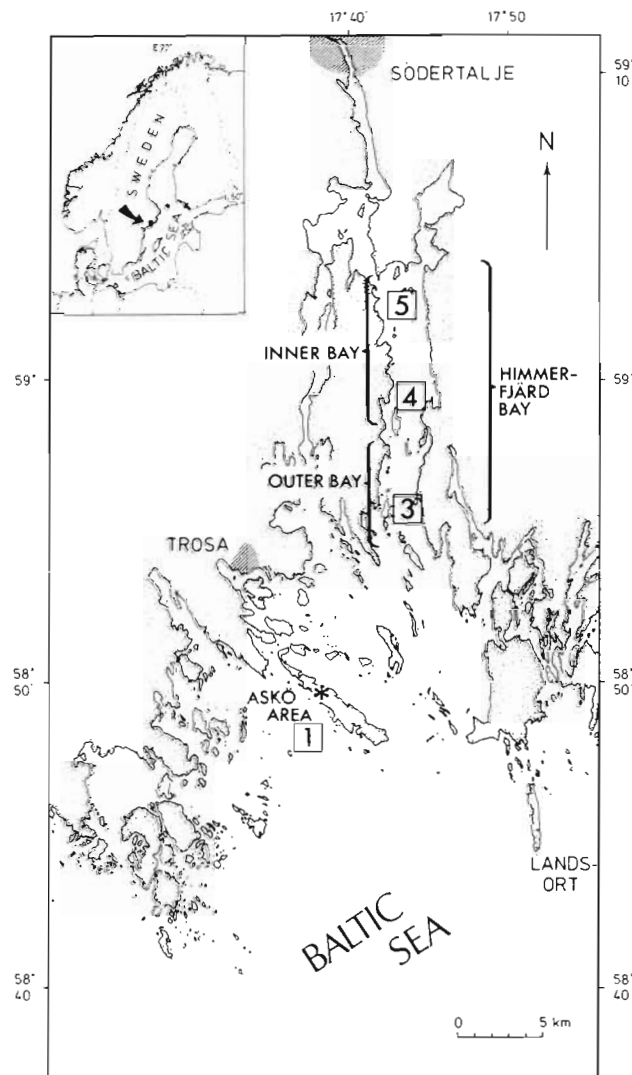 17°40'
17°50'
59°
10'
SÖDERTALJE
N
SWEDEN
BALTIC SEA
5
INNER BAY
59°
4
HIMMER-
FJÄRD
BAY
OUTER BAY
3
TROSA
58°
50'
58°
50'
ASKÖ
AREA
*
1
LANDS-
ORT
BALTIC
SEA
58°
40'
58°
40'
0
5 km